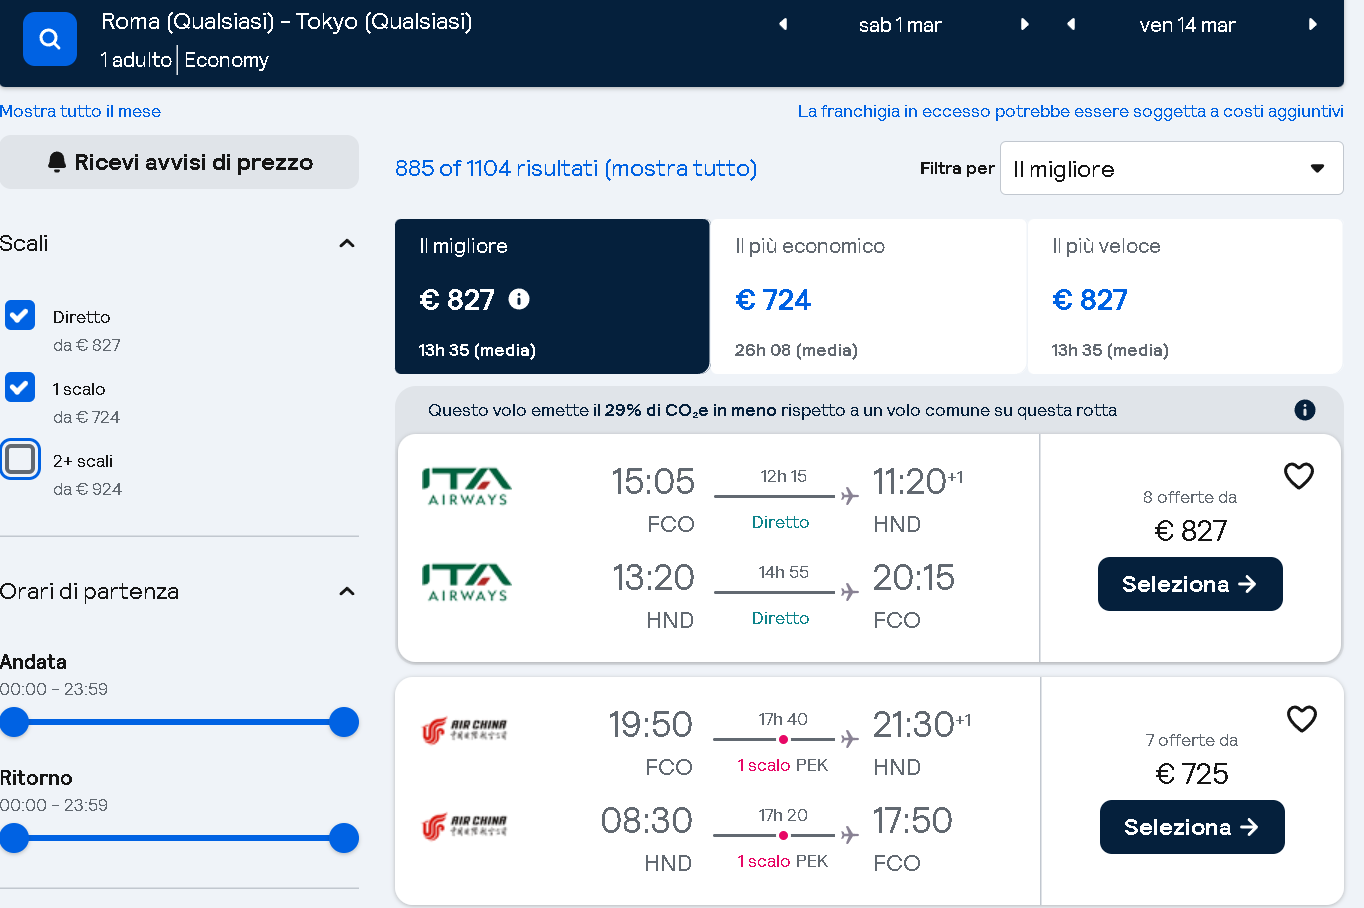 Roma (Qualsiasi) - Tokyo (Qualsiasi)
1 adulto Economy
sab 1 mar
ven 14 mar
Mostra tutto il mese
La franchigia in eccesso potrebbe essere soggetta a costi aggiuntivi
Ricevi avvisi di prezzo
885 of 1104 risultati (mostra tutto)
Filtra per
Il migliore
Scali
Diretto
da € 827
1 scalo
da € 724
2+ scali
da € 924
Orari di partenza
Andata
00:00 - 23:59
Ritorno
00:00 - 23:59
Il migliore
€ 827
13h 35 (media)
Il più economico
€ 724
26h 08 (media)
Il più veloce
€ 827
13h 35 (media)
Questo volo emette il 29% di CO₂e in meno rispetto a un volo comune su questa rotta
ITA AIRWAYS
15:05
FCO
12h 15
Diretto
11:20+1
HND
ITA AIRWAYS
13:20
HND
14h 55
Diretto
20:15
FCO
8 offerte da
€ 827
Seleziona
AIR CHINA
19:50
FCO
17h 40
1 scalo PEK
21:30+1
HND
AIR CHINA
08:30
HND
17h 20
1 scalo PEK
17:50
FCO
7 offerte da
€ 725
Seleziona